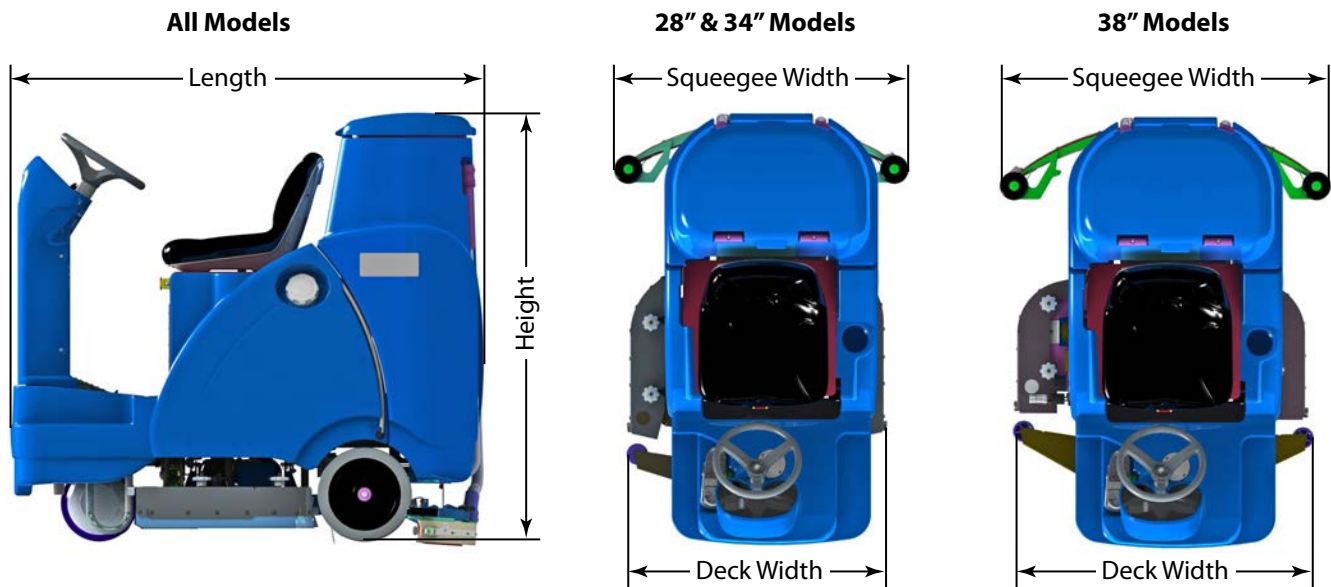 All Models
28” & 34” Models
38” Models
Length
Squeegee Width
Squeegee Width
Height
Deck Width
Deck Width